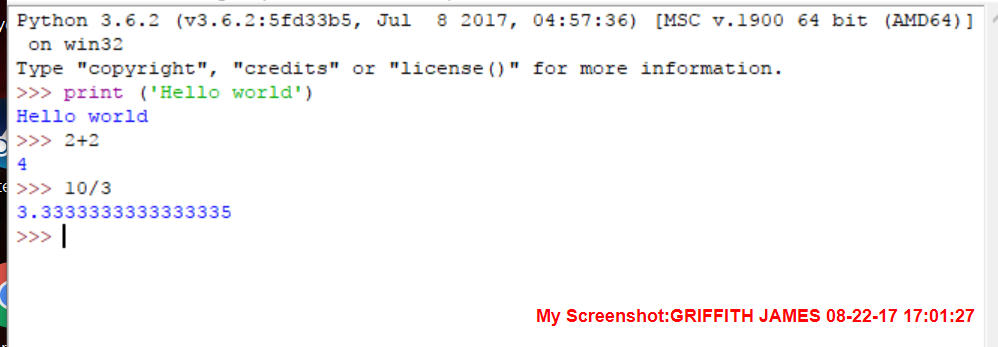 Python 3.6.2 (v3.6.2:5fd33b5, Jul  8 2017, 04:57:36) [MSC v.1900 64 bit (AMD64)]
 on win32
Type "copyright", "credits" or "license()" for more information.
>>> print ('Hello world')
Hello world
>>> 2+2
4
>>> 10/3
3.3333333333333335
>>>
My Screenshot:GRIFFITH JAMES 08-22-17 17:01:27